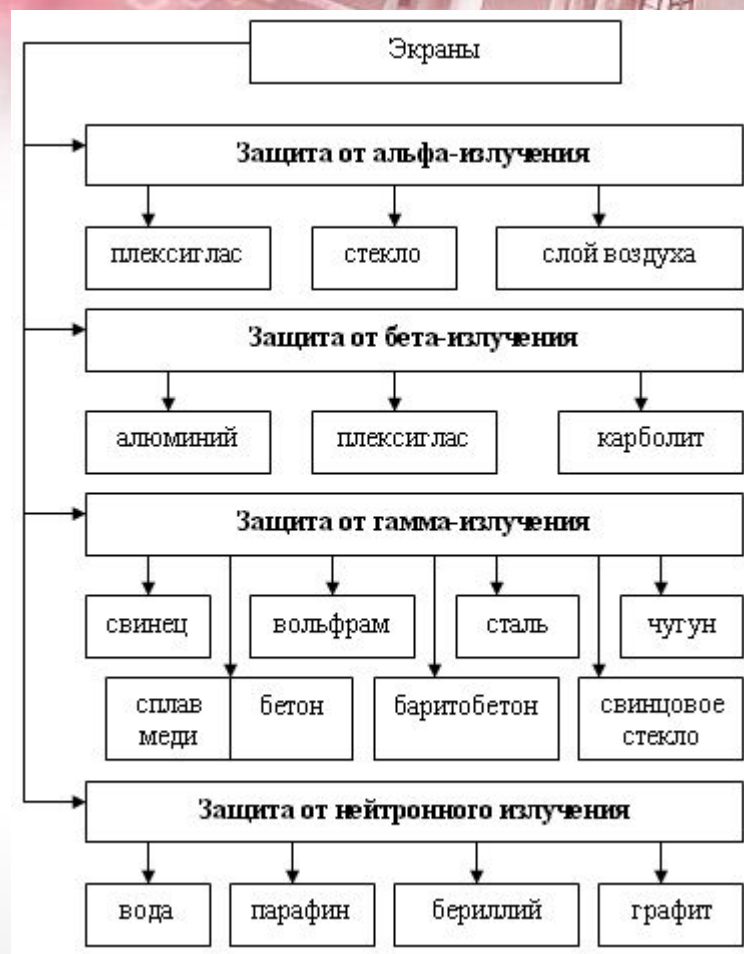 Экраны
Защита от альфа-излучения
плексиглас
стекло
слой воздуха
Защита от бета-излучения
алюминий
плексиглас
карболит
Защита от гамма-излучения
свинец
вольфрам
сталь
чугун
сплав
меди
бетон
баритобетон
свинцовое
стекло
Защита от нейтронного излучения
вода
парафин
бериллий
графит